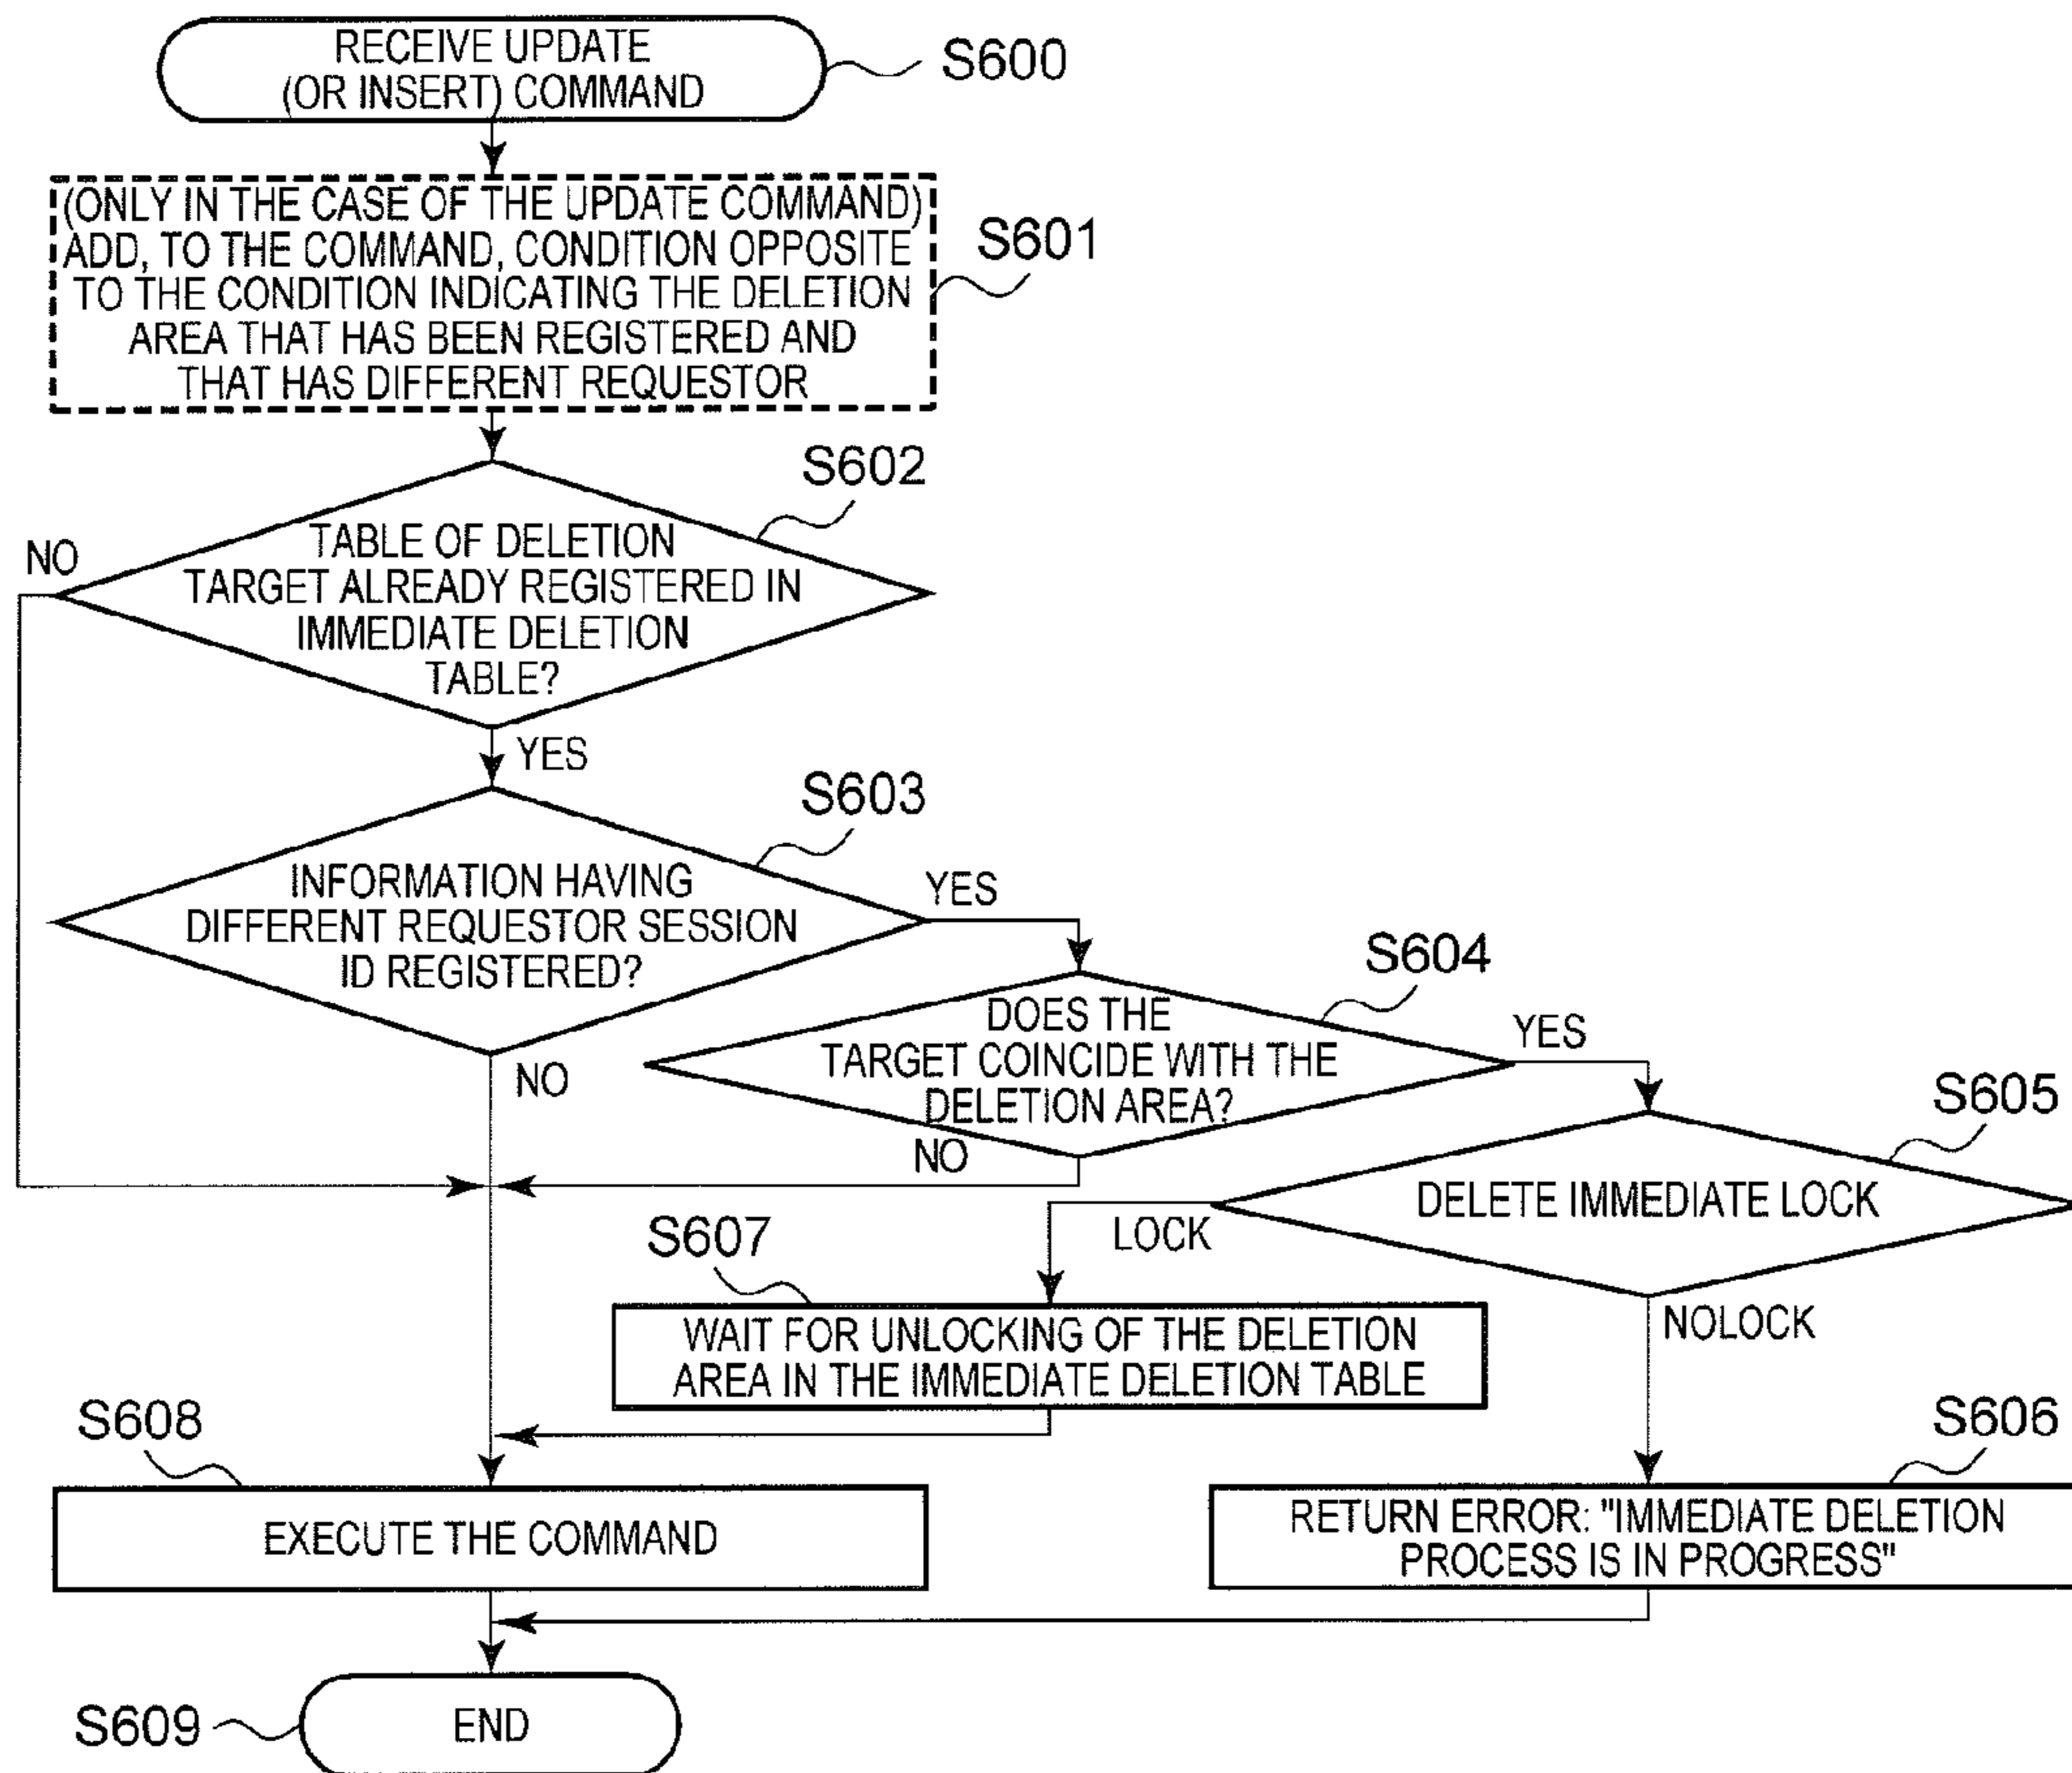 RECEIVE UPDATE
(OR INSERT) COMMAND
S600
(ONLY IN THE CASE OF THE UPDATE COMMAND)
ADD, TO THE COMMAND, CONDITION OPPOSITE
TO THE CONDITION INDICATING THE DELETION
AREA THAT HAS BEEN REGISTERED AND
THAT HAS DIFFERENT REQUESTOR
S601
S602
TABLE OF DELETION
TARGET ALREADY REGISTERED IN
IMMEDIATE DELETION
TABLE?
NO
YES
S603
INFORMATION HAVING
DIFFERENT REQUESTOR SESSION
ID REGISTERED?
YES
NO
S604
DOES THE
TARGET COINCIDE WITH THE
DELETION AREA?
YES
NO
S605
DELETE IMMEDIATE LOCK
LOCK
NOLOCK
S607
WAIT FOR UNLOCKING OF THE DELETION
AREA IN THE IMMEDIATE DELETION TABLE
S608
EXECUTE THE COMMAND
S606
RETURN ERROR: "IMMEDIATE DELETION
PROCESS IS IN PROGRESS"
S609
END